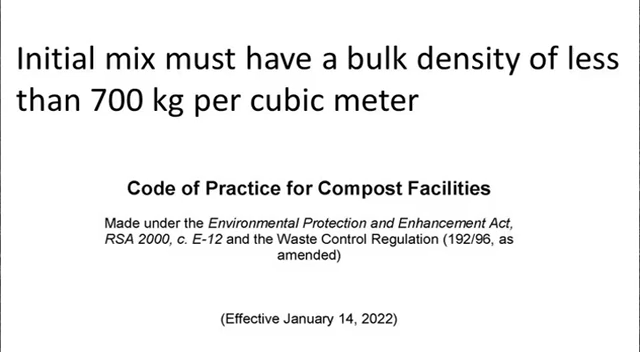 Initial mix must have a bulk density of less
than 700 kg per cubic meter
Code of Practice for Compost Facilities
Made under the Environmental Protection and Enhancement Act,
RSA 2000, c. E-12 and the Waste Control Regulation (192/96, as
amended)
(Effective January 14, 2022)